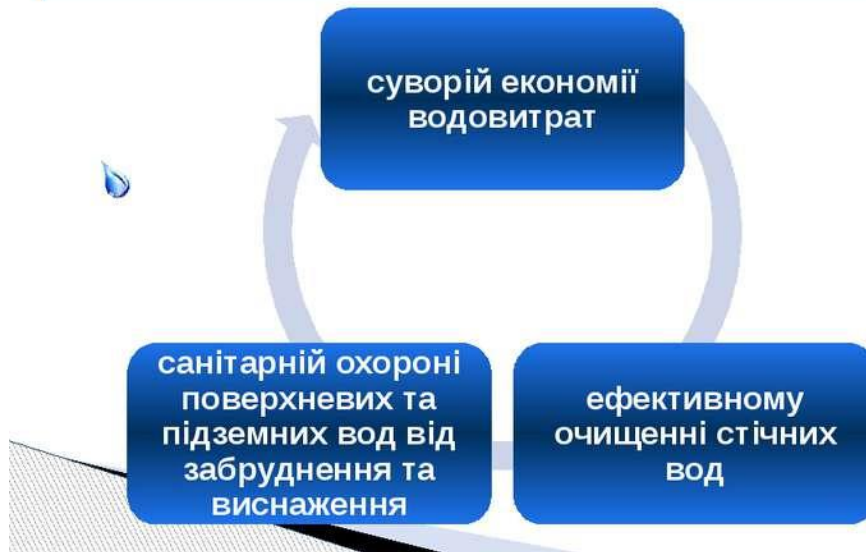 суворій економії
водовитрат
санітарній охороні
поверхневих та
підземних вод від
забруднення та
виснаження
ефективному
очищенні стічних
вод